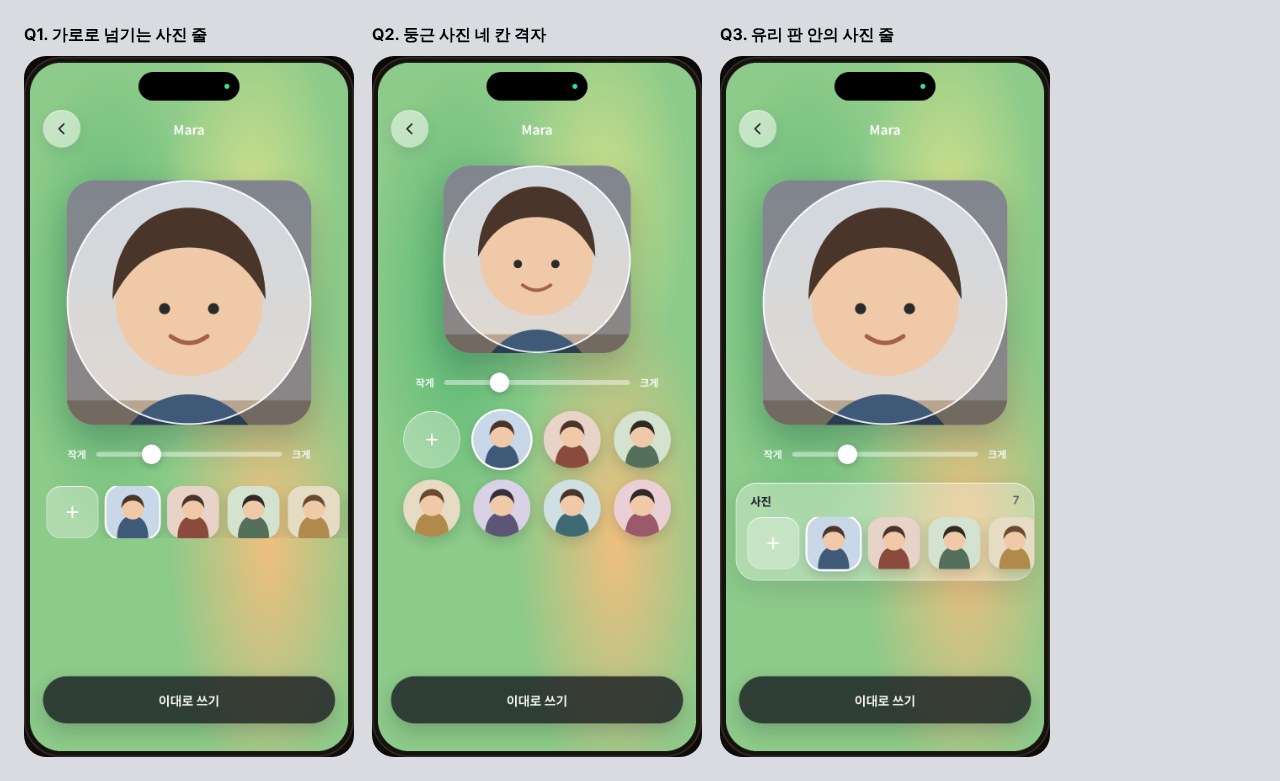 Q1. 가로로 넘기는 사진 줄
Mara
작게
크게
이대로 쓰기
Q2. 둥근 사진 네 칸 격자
Mara
작게
크게
이대로 쓰기
Q3. 유리 판 안의 사진 줄
Mara
작게
크게
사진
7
이대로 쓰기